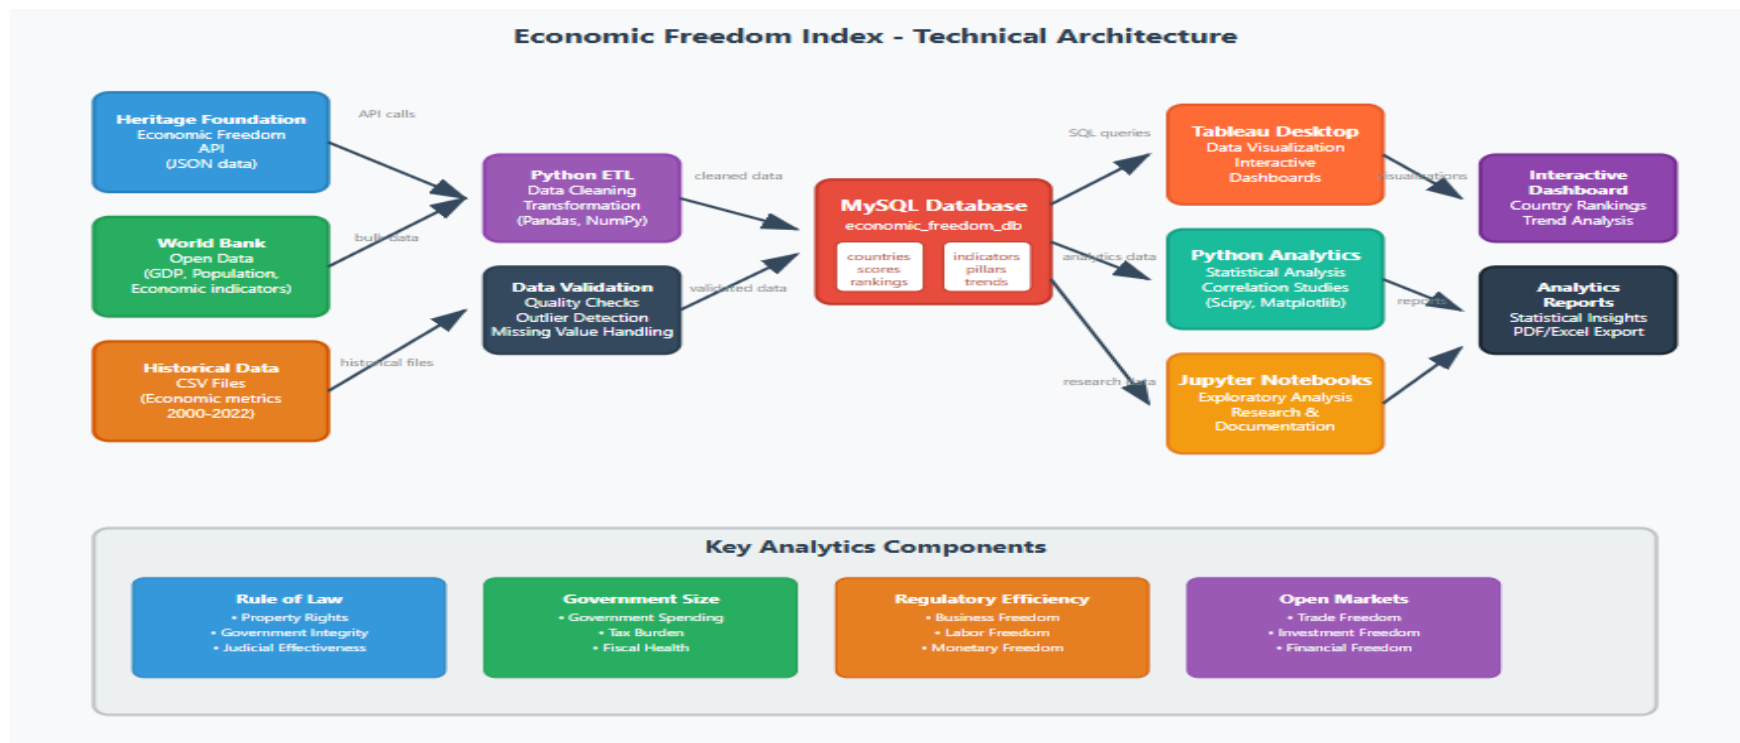 Economic Freedom Index - Technical Architecture
Heritage Foundation
Economic Freedom
API
(JSON data)
API calls
World Bank
Open Data
(GDP, Population,
Economic indicators)
bulk data
Historical Data
CSV Files
(Economic metrics
2000-2022)
historical files
Python ETL
Data Cleaning
Transformation
(Pandas, NumPy)
cleaned data
Data Validation
Quality Checks
Outlier Detection
Missing Value Handling
validated data
MySQL Database
economic_freedom_db
countries
scores
rankings
indicators
pillars
trends
SQL queries
analytics data
research data
Tableau Desktop
Data Visualization
Interactive
Dashboards
visualizations
Python Analytics
Statistical Analysis
Correlation Studies
(Scipy, Matplotlib)
reports
Jupyter Notebooks
Exploratory Analysis
Research &
Documentation
Interactive
Dashboard
Country Rankings
Trend Analysis
Analytics
Reports
Statistical Insights
PDF/Excel Export
Key Analytics Components
Rule of Law
• Property Rights
• Government Integrity
• Judicial Effectiveness
Government Size
• Government Spending
• Tax Burden
• Fiscal Health
Regulatory Efficiency
• Business Freedom
• Labor Freedom
• Monetary Freedom
Open Markets
• Trade Freedom
• Investment Freedom
• Financial Freedom